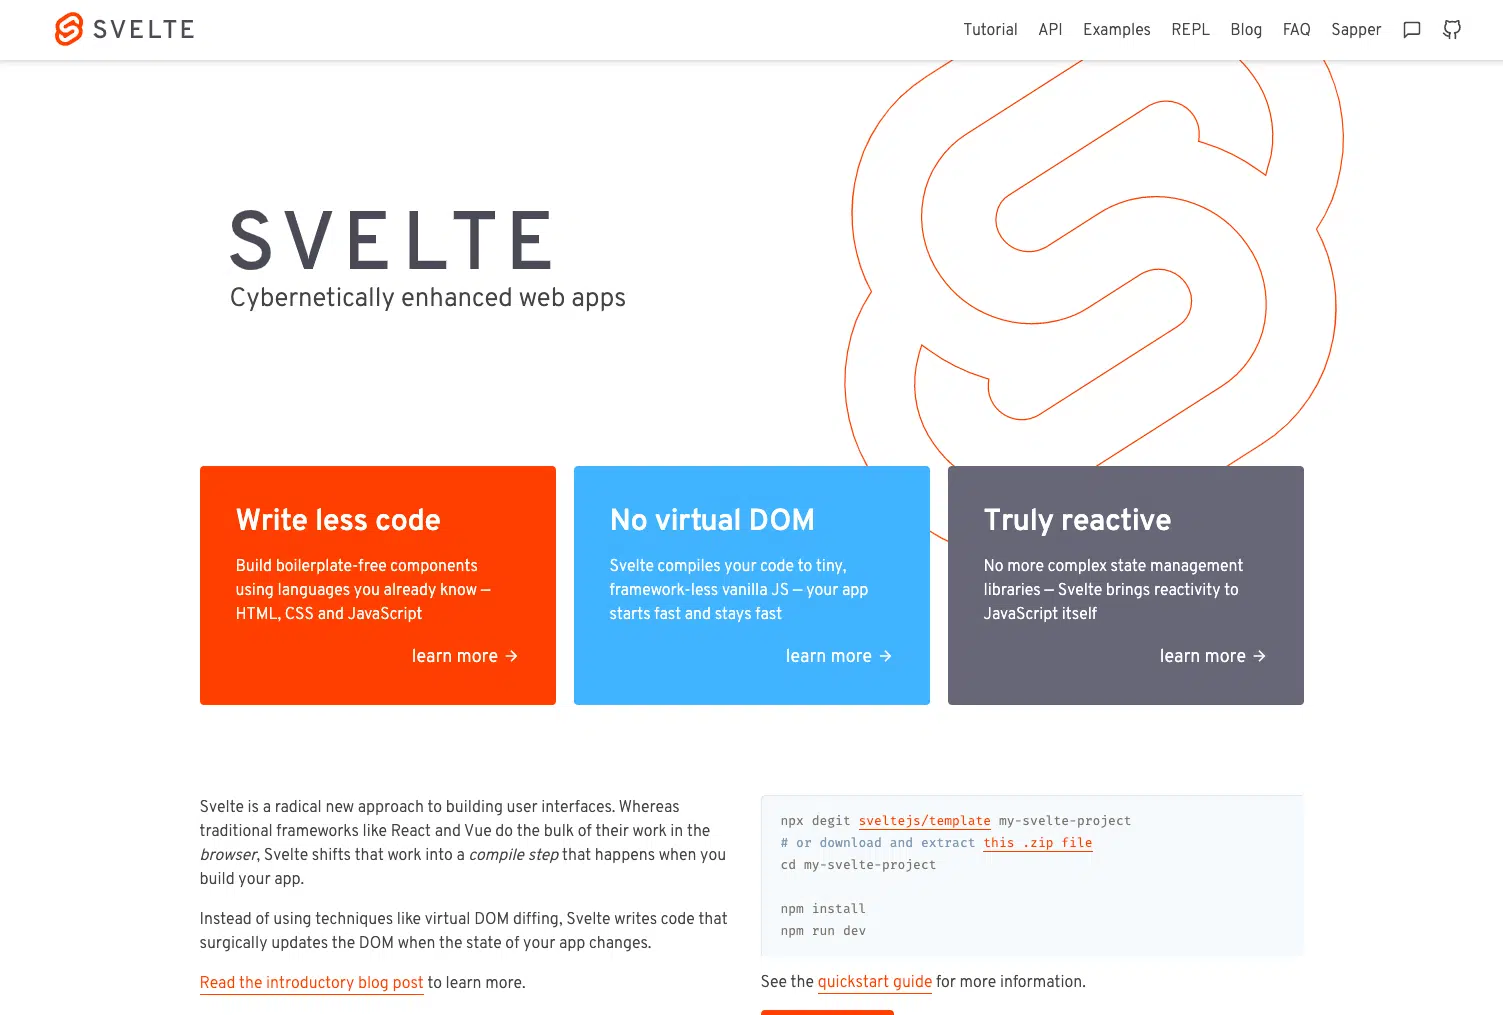 SVELTE
Tutorial API Examples REPL Blog FAQ Sapper
SVELTE
Cybernetically enhanced web apps
Write less code
Build boilerplate-free components
using languages you already know —
HTML, CSS and JavaScript
learn more →
No virtual DOM
Svelte compiles your code to tiny,
framework-less vanilla JS — your app
starts fast and stays fast
learn more →
Truly reactive
No more complex state management
libraries — Svelte brings reactivity to
JavaScript itself
learn more →
Svelte is a radical new approach to building user interfaces. Whereas
traditional frameworks like React and Vue do the bulk of their work in the
browser, Svelte shifts that work into a compile step that happens when you
build your app.
Instead of using techniques like virtual DOM diffing, Svelte writes code that
surgically updates the DOM when the state of your app changes.
Read the introductory blog post to learn more.
npx degit sveltejs/template my-svelte-project
# or download and extract this .zip file
cd my-svelte-project
npm install
npm run dev
See the quickstart guide for more information.